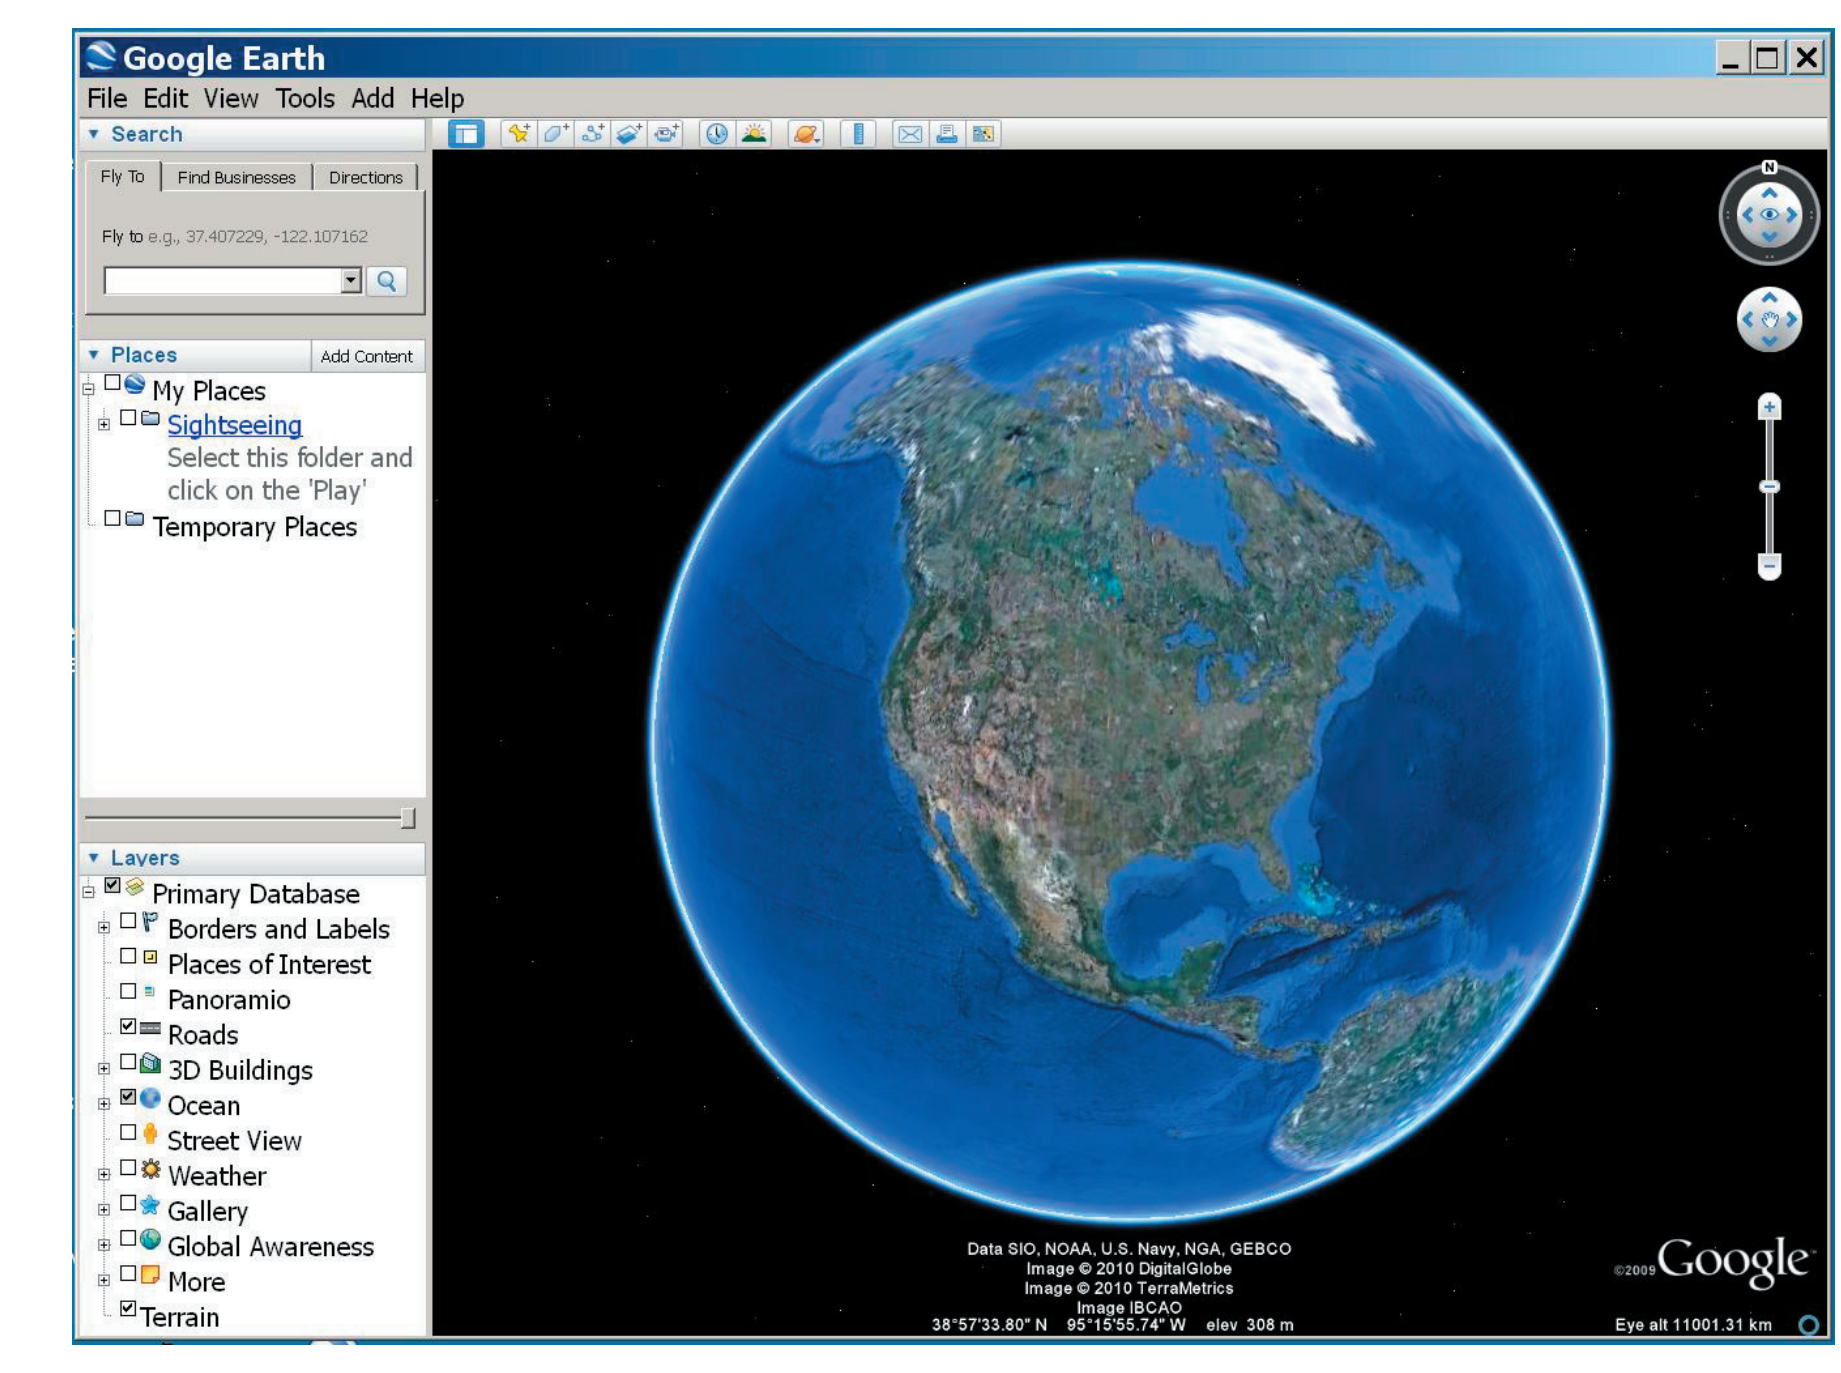 Google Earth
File Edit View Tools Add Help
Search
Fly To Find Businesses Directions
Fly to e.g., 37.407229, -122.107162
Places Add Content
My Places
Sightseeing
Select this folder and
click on the 'Play'
Temporary Places
Layers
Primary Database
Borders and Labels
Places of Interest
Panoramio
Roads
3D Buildings
Ocean
Street View
Weather
Gallery
Global Awareness
More
Terrain
N
Data SIO, NOAA, U.S. Navy, NGA, GEBCO
Image © 2010 DigitalGlobe
Image © 2010 TerraMetrics
Image IBCAO
38°57'33.80" N 95°15'55.74" W elev 308 m
©2009 Google
Eye alt 11001.31 km